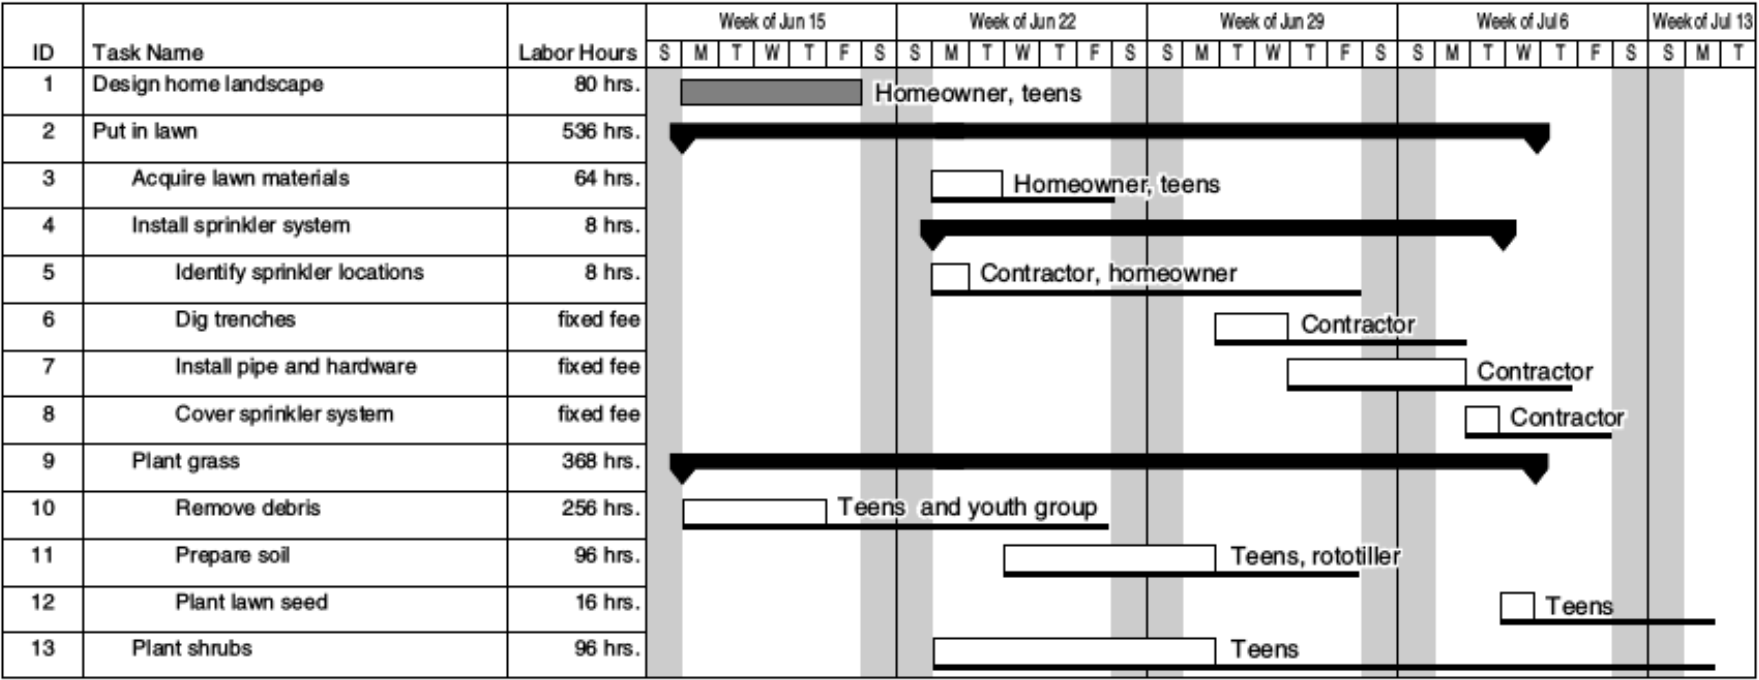 Week of Jun 15 Week of Jun 22 Week of Jun 29 Week of Jul 6 Week of Jul 13
ID Task Name Labor Hours S M T W T F S S M T W T F S S M T W T F S S M T W T F S S M T
1 Design home landscape 80 hrs. Homeowner, teens
2 Put in lawn 536 hrs.
3 Acquire lawn materials 64 hrs. Homeowner, teens
4 Install sprinkler system 8 hrs.
5 Identify sprinkler locations 8 hrs. Contractor, homeowner
6 Dig trenches fixed fee Contractor
7 Install pipe and hardware fixed fee Contractor
8 Cover sprinkler system fixed fee Contractor
9 Plant grass 368 hrs.
10 Remove debris 256 hrs. Teens and youth group
11 Prepare soil 96 hrs. Teens, rototiller
12 Plant lawn seed 16 hrs. Teens
13 Plant shrubs 96 hrs. Teens